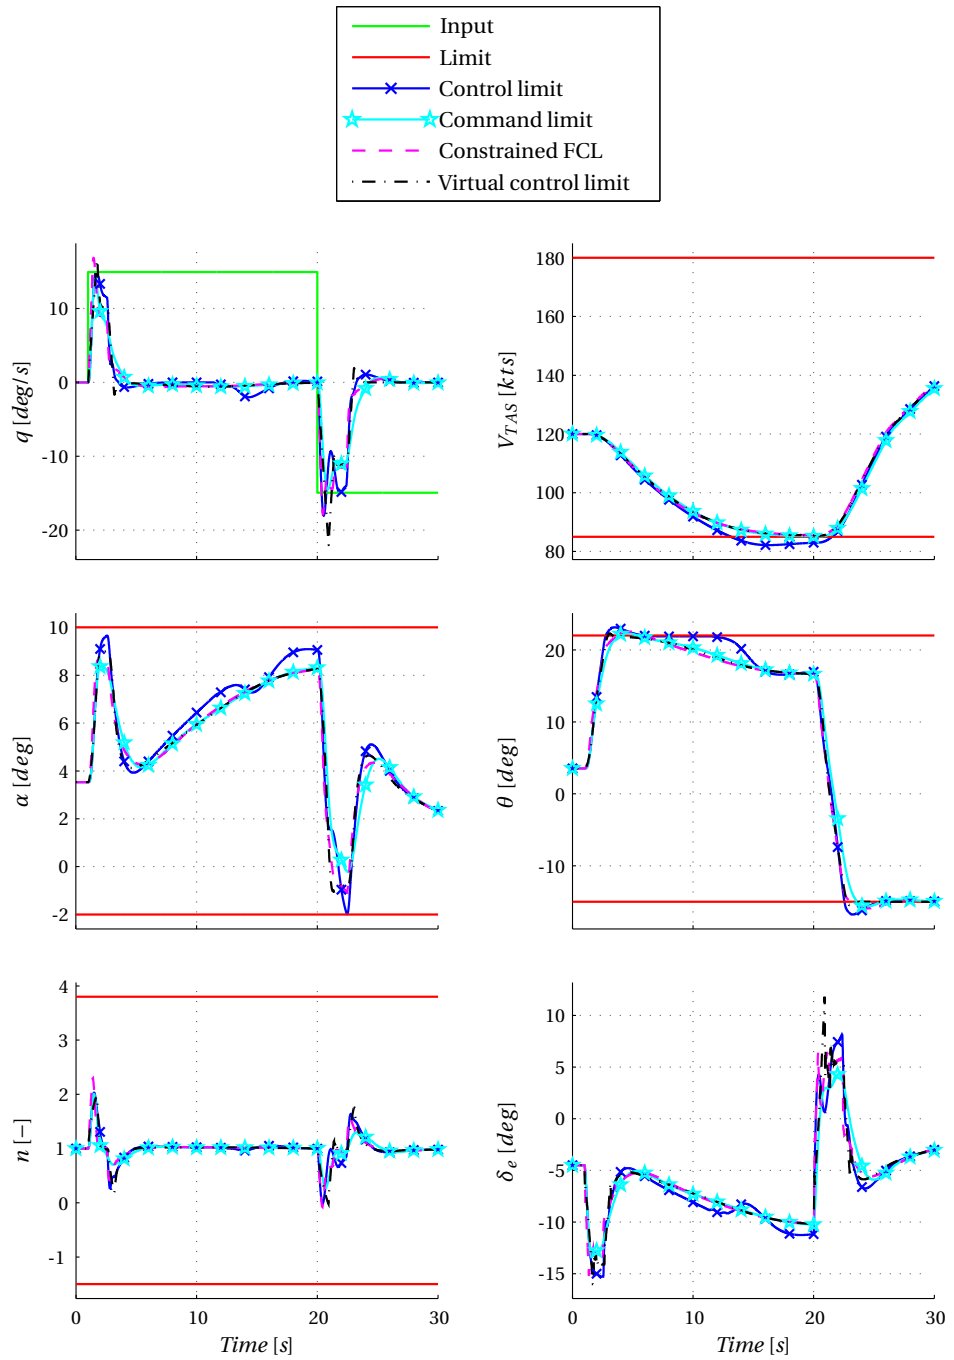 Input
Limit
Control limit
Command limit
Constrained FCL
Virtual control limit
q [deg/s]
10
0
-10
-20
V_TAS [kts]
180
160
140
120
100
80
α [deg]
10
8
6
4
2
0
-2
θ [deg]
20
10
0
-10
n [−]
4
3
2
1
0
-1
0
10
20
30
Time [s]
δ_e [deg]
10
5
0
-5
-10
-15
0
10
20
30
Time [s]